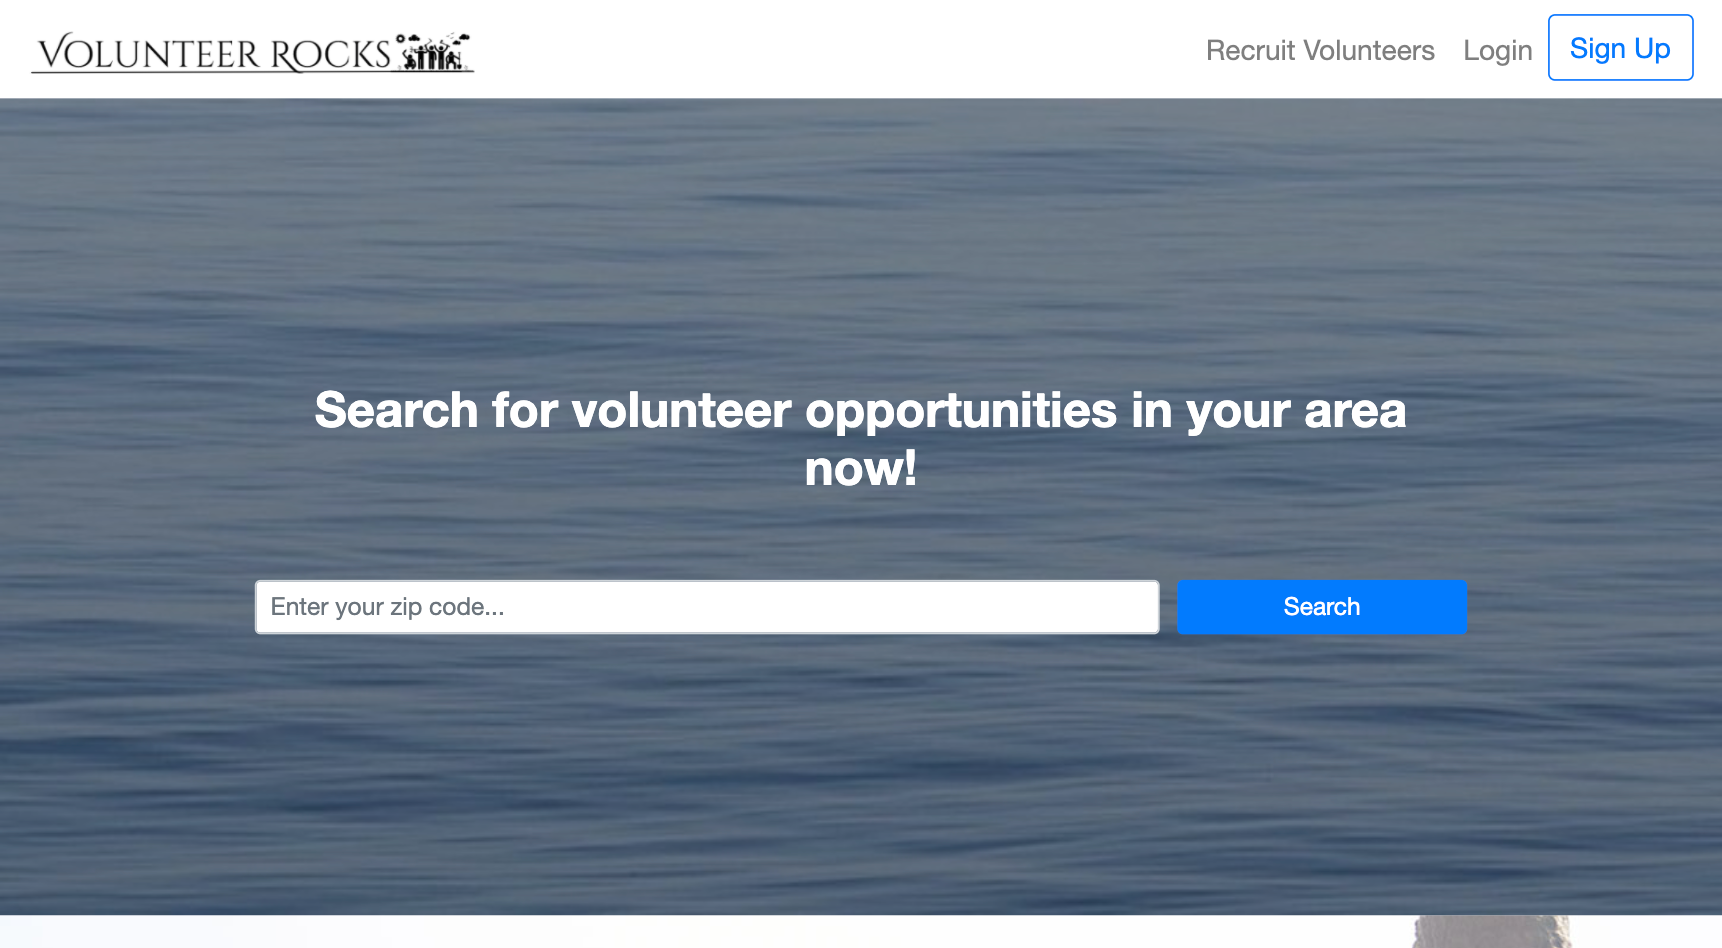 VOLUNTEER ROCKS
Recruit Volunteers
Login
Sign Up
Search for volunteer opportunities in your area
now!
Enter your zip code...
Search